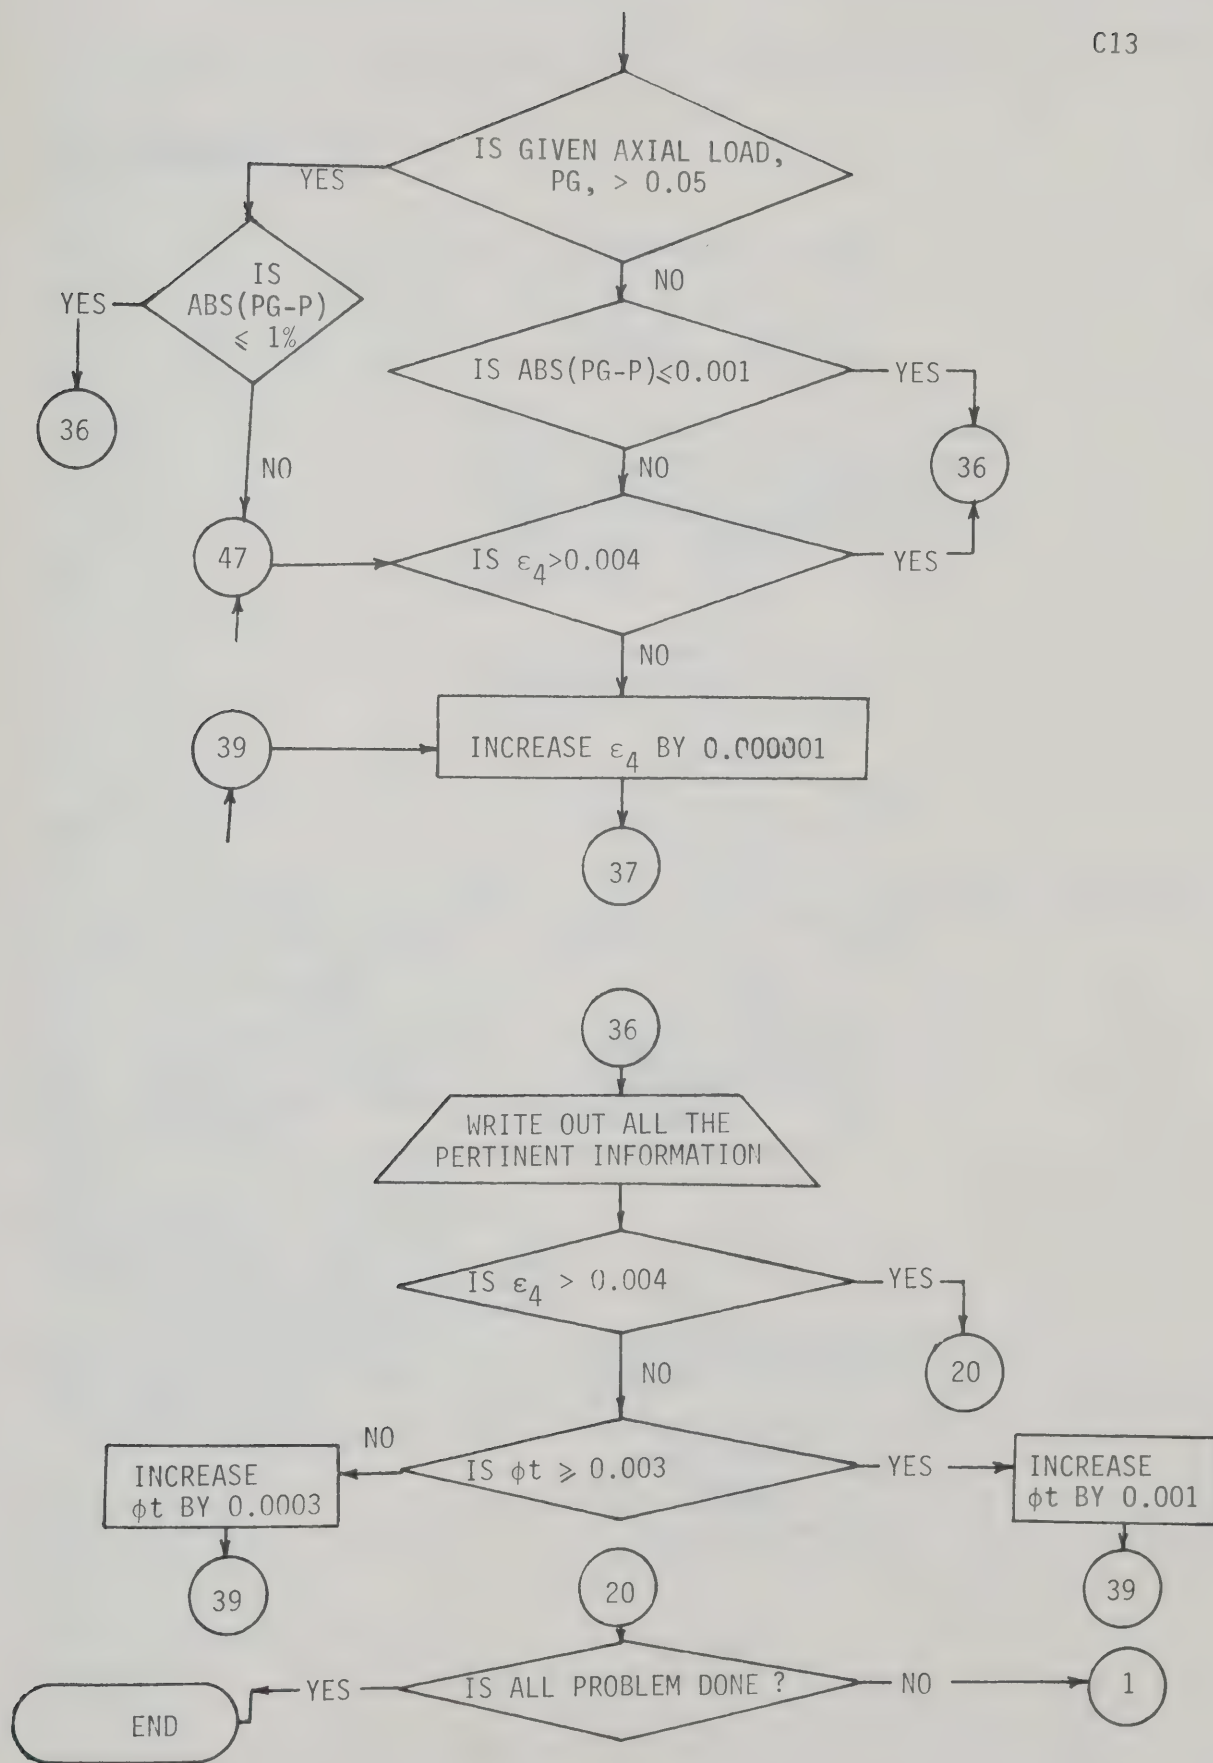 C13
IS GIVEN AXIAL LOAD,
PG, > 0.05
YES
NO
IS
ABS(PG-P)
⩽ 1%
YES
36
NO
IS ABS(PG-P)⩽0.001
YES
36
NO
47
IS ε4>0.004
YES
NO
39
INCREASE ε4 BY 0.000001
37
36
WRITE OUT ALL THE
PERTINENT INFORMATION
IS ε4 > 0.004
YES
20
NO
IS ϕt ⩾ 0.003
NO
INCREASE
ϕt BY 0.0003
39
YES
INCREASE
ϕt BY 0.001
39
20
IS ALL PROBLEM DONE ?
YES
END
NO
1